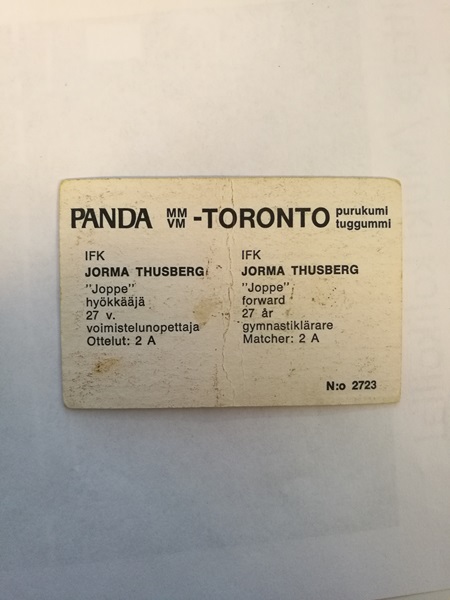 PANDA MM VM -TORONTO purukumi tuggummi
IFK
JORMA THUSBERG
"Joppe"
hyökkääjä
27 v.
voimistelunopettaja
Ottelut: 2 A
IFK
JORMA THUSBERG
"Joppe"
forward
27 år
gymnastiklärare
Matcher: 2 A
N:o 2723